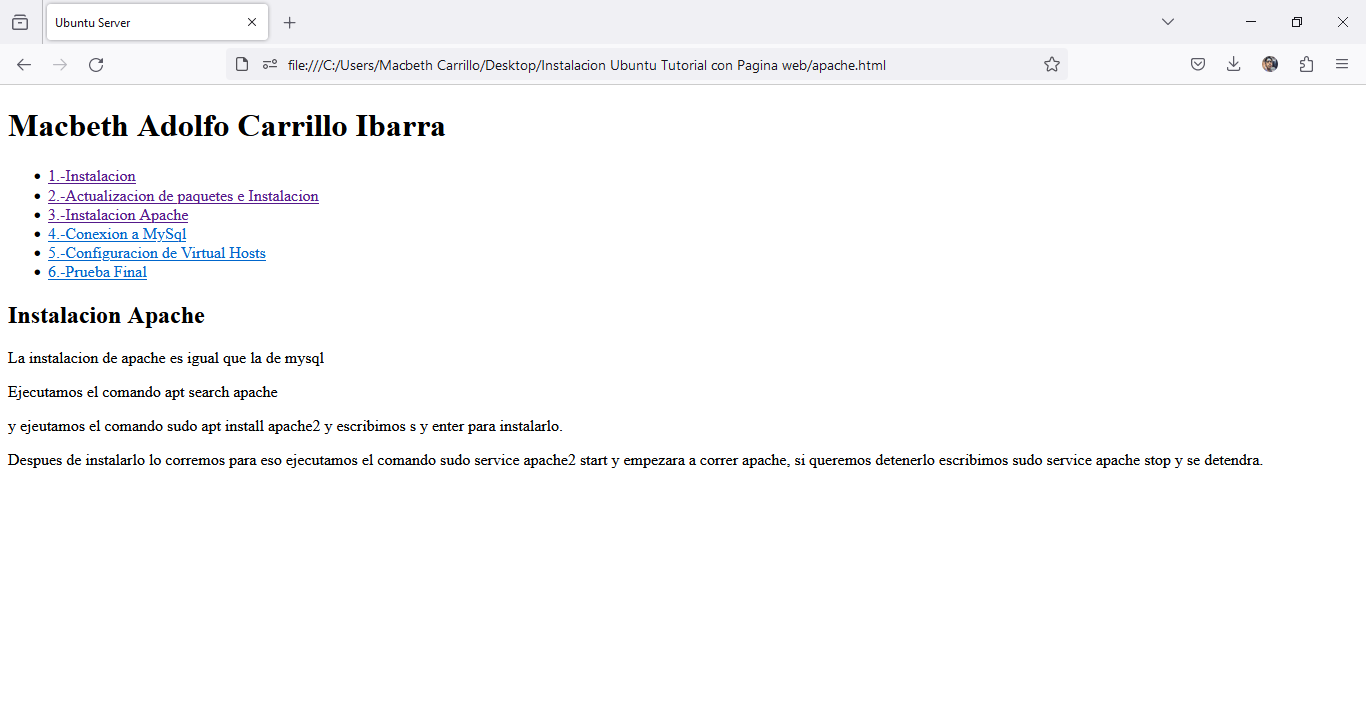 Ubuntu Server
file:///C:/Users/Macbeth Carrillo/Desktop/Instalacion Ubuntu Tutorial con Pagina web/apache.html
Macbeth Adolfo Carrillo Ibarra
1.-Instalacion
2.-Actualizacion de paquetes e Instalacion
3.-Instalacion Apache
4.-Conexion a MySql
5.-Configuracion de Virtual Hosts
6.-Prueba Final
Instalacion Apache
La instalacion de apache es igual que la de mysql
Ejecutamos el comando apt search apache
y ejeutamos el comando sudo apt install apache2 y escribimos s y enter para instalarlo.
Despues de instalarlo lo corremos para eso ejecutamos el comando sudo service apache2 start y empezara a correr apache, si queremos detenerlo escribimos sudo service apache stop y se detendra.